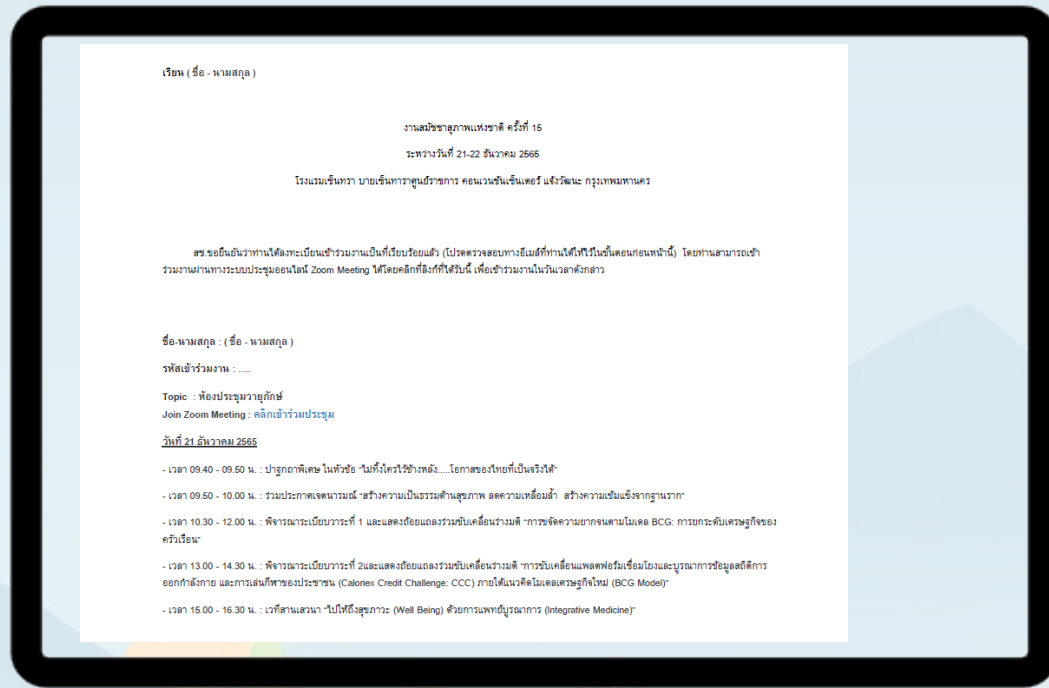 เรียน ( ชื่อ - นามสกุล )
งานสมัชชาสุภาพแห่งชาติ ครั้งที่ 15
ระหว่างวันที่ 21-22 ธันวาคม 2565
โรงแรมเซ็นทรา บายเซ็นทาราศูนย์ราชการ คอนเวนชันเซ็นเตอร์ แจ้งวัฒนะ กรุงเทพมหานคร
สช.ขอยืนยันว่าท่านได้ลงทะเบียนเข้าร่วมงานเป็นที่เรียบร้อยแล้ว (โปรดตรวจสอบทางอีเมล์ที่ท่านได้ให้ไว้ในขั้นตอนก่อนหน้านี้) โดยท่านสามารถเข้า
ร่วมงานผ่านทางระบบประชุมออนไลน์ Zoom Meeting ได้โดยคลิกที่ลิงก์ที่ได้รับนี้ เพื่อเข้าร่วมงานในวันเวลาดังกล่าว
ชื่อ-นามสกุล : ( ชื่อ - นามสกุล )
รหัสเข้าร่วมงาน : .....
Topic : ห้องประชุมวายุภักษ์
Join Zoom Meeting : คลิกเข้าร่วมประชุม
วันที่ 21 ธันวาคม 2565
- เวลา 09.40 - 09.50 น. : ปาฐกถาพิเศษ ในหัวข้อ "ไม่ทิ้งใครไว้ข้างหลัง.....โอกาสของไทยที่เป็นจริงได้"
- เวลา 09.50 - 10.00 น. : ร่วมประกาศเจตนารมณ์ "สร้างความเป็นธรรมด้านสุขภาพ ลดความเหลื่อมล้ำ สร้างความเข้มแข็งจากฐานราก"
- เวลา 10.30 - 12.00 น. : พิจารณาระเบียบวาระที่ 1 และแสดงถ้อยแถลงร่วมขับเคลื่อนร่างมติ "การขจัดความยากจนตามโมเดล BCG: การยกระดับเศรษฐกิจของ
ครัวเรือน"
- เวลา 13.00 - 14.30 น. : พิจารณาระเบียบวาระที่ 2และแสดงถ้อยแถลงร่วมขับเคลื่อนร่างมติ "การขับเคลื่อนแพลตฟอร์มเชื่อมโยงและบูรณาการข้อมูลสถิติการ
ออกกำลังกาย และการเล่นกีฬาของประชาชน (Calories Credit Challenge: CCC) ภายใต้แนวคิดโมเดลเศรษฐกิจใหม่ (BCG Model)"
- เวลา 15.00 - 16.30 น. : เวทีสานเสวนา "ไปให้ถึงสุขภาวะ (Well Being) ด้วยการแพทย์บูรณาการ (Integrative Medicine)"